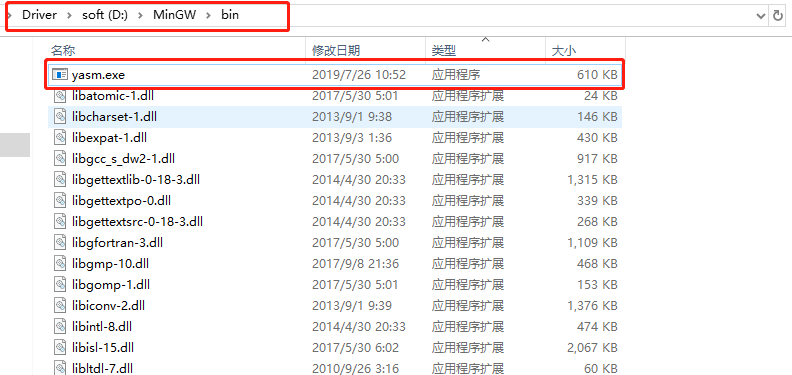 Driver > soft (D:) > MinGW > bin
名称 修改日期 类型 大小
yasm.exe 2019/7/26 10:52 应用程序 610 KB
libatomic-1.dll 2017/5/30 5:01 应用程序扩展 24 KB
libcharset-1.dll 2013/9/1 9:38 应用程序扩展 146 KB
libexpat-1.dll 2013/9/3 1:36 应用程序扩展 430 KB
libgcc_s_dw2-1.dll 2017/5/30 5:00 应用程序扩展 917 KB
libgettextlib-0-18-3.dll 2014/4/30 20:33 应用程序扩展 1,315 KB
libgettextpo-0.dll 2014/4/30 20:33 应用程序扩展 339 KB
libgettextsrc-0-18-3.dll 2014/4/30 20:33 应用程序扩展 268 KB
libgfortran-3.dll 2017/5/30 5:00 应用程序扩展 1,109 KB
libgmp-10.dll 2017/9/8 21:36 应用程序扩展 468 KB
libgomp-1.dll 2017/5/30 5:01 应用程序扩展 153 KB
libiconv-2.dll 2013/9/1 9:39 应用程序扩展 1,376 KB
libintl-8.dll 2014/4/30 20:33 应用程序扩展 474 KB
libisl-15.dll 2017/5/30 6:02 应用程序扩展 2,067 KB
libltdl-7.dll 2010/9/26 3:16 应用程序扩展 60 KB